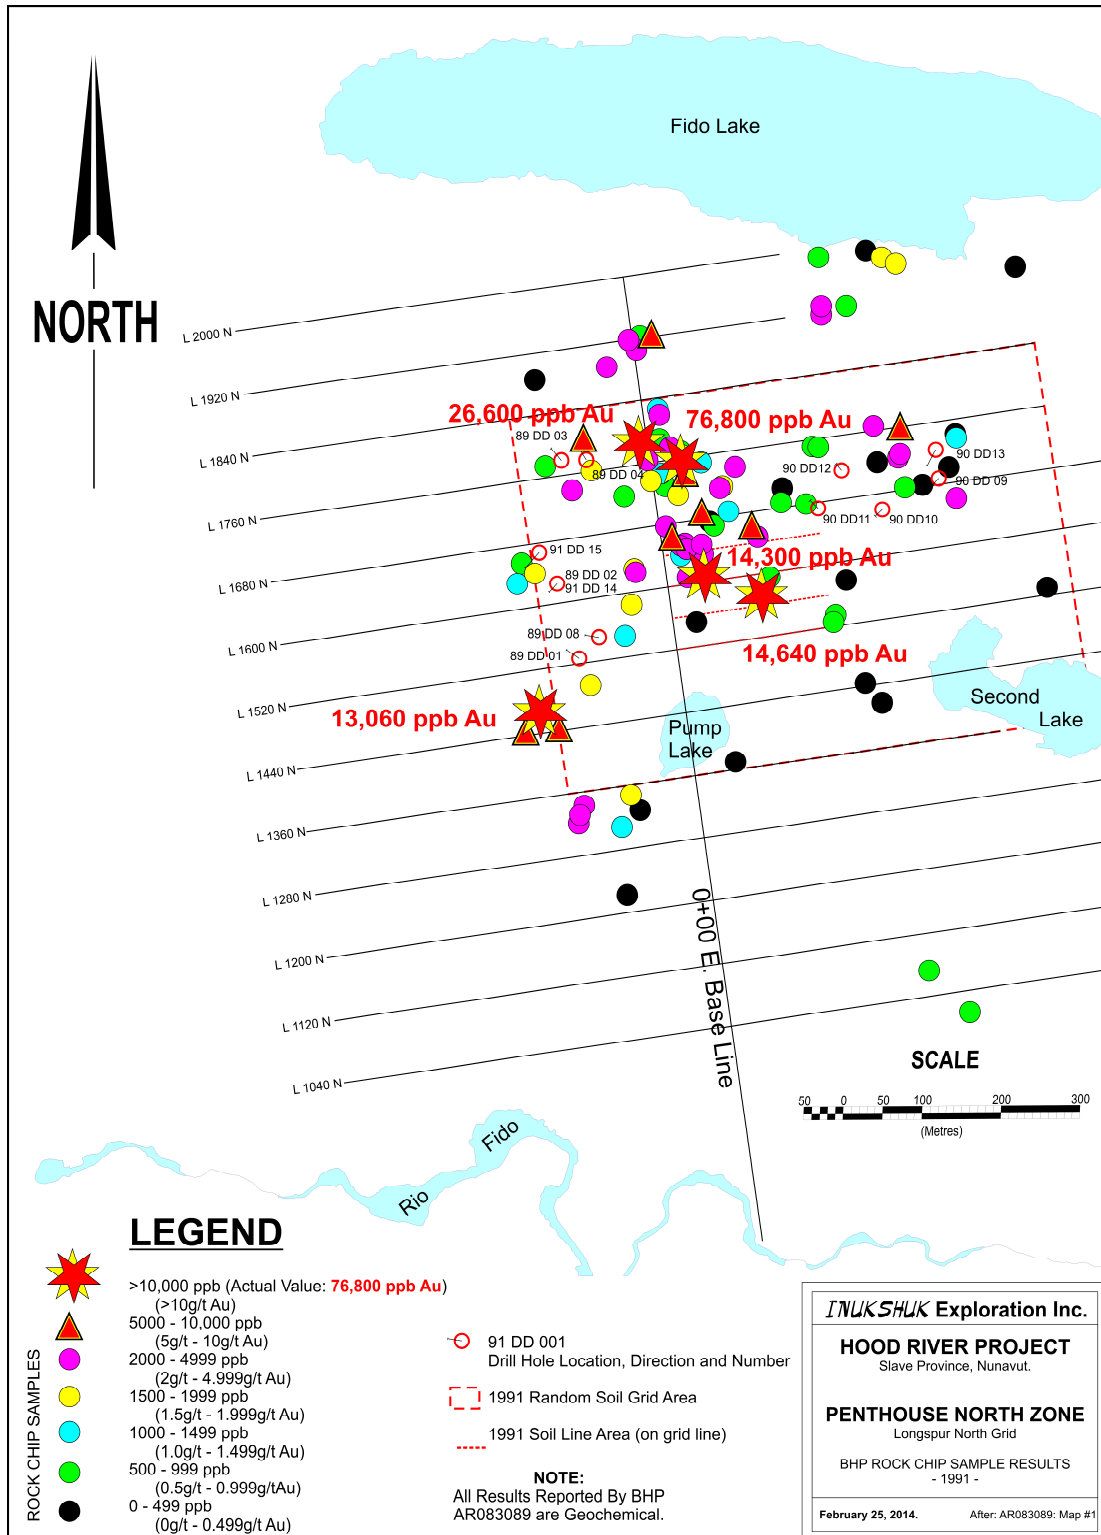 Fido Lake
NORTH
L 2000 N
L 1920 N
26,600 ppb Au
76,800 ppb Au
89 DD 03
L 1840 N
90 DD12
90 DD13
89 DD 04
90 DD 09
L 1760 N
90 DD11
90 DD10
91 DD 15
14,300 ppb Au
L 1680 N
89 DD 02
91 DD 14
89 DD 08
L 1600 N
89 DD 01
14,640 ppb Au
L 1520 N
13,060 ppb Au
Second
Lake
Pump
Lake
L 1440 N
L 1360 N
L 1280 N
0+00 E. Base Line
L 1200 N
L 1120 N
L 1040 N
SCALE
50 0 50 100 200 300
(Metres)
Rio Fido
LEGEND
ROCK CHIP SAMPLES
>10,000 ppb (Actual Value: 76,800 ppb Au)
(>10g/t Au)
5000 - 10,000 ppb
(5g/t - 10g/t Au)
2000 - 4999 ppb
(2g/t - 4.999g/t Au)
1500 - 1999 ppb
(1.5g/t - 1.999g/t Au)
1000 - 1499 ppb
(1.0g/t - 1.499g/t Au)
500 - 999 ppb
(0.5g/t - 0.999g/tAu)
0 - 499 ppb
(0g/t - 0.499g/t Au)
91 DD 001
Drill Hole Location, Direction and Number
1991 Random Soil Grid Area
1991 Soil Line Area (on grid line)
NOTE:
All Results Reported By BHP
AR083089 are Geochemical.
INUKSHUK Exploration Inc.
HOOD RIVER PROJECT
Slave Province, Nunavut.
PENTHOUSE NORTH ZONE
Longspur North Grid
BHP ROCK CHIP SAMPLE RESULTS
- 1991 -
February 25, 2014.
After: AR083089: Map #1